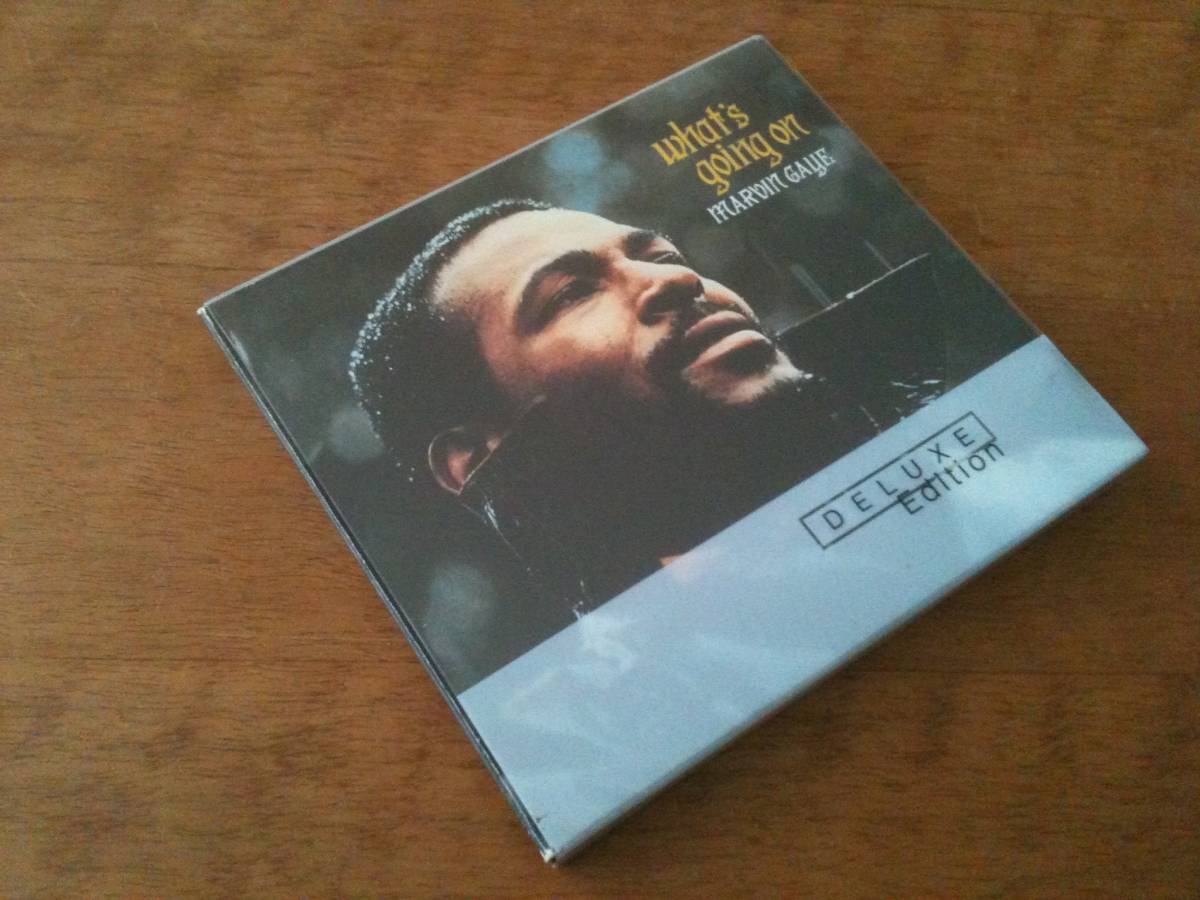 what's
going on
MARVIN GAYE
DELUXE
Edition